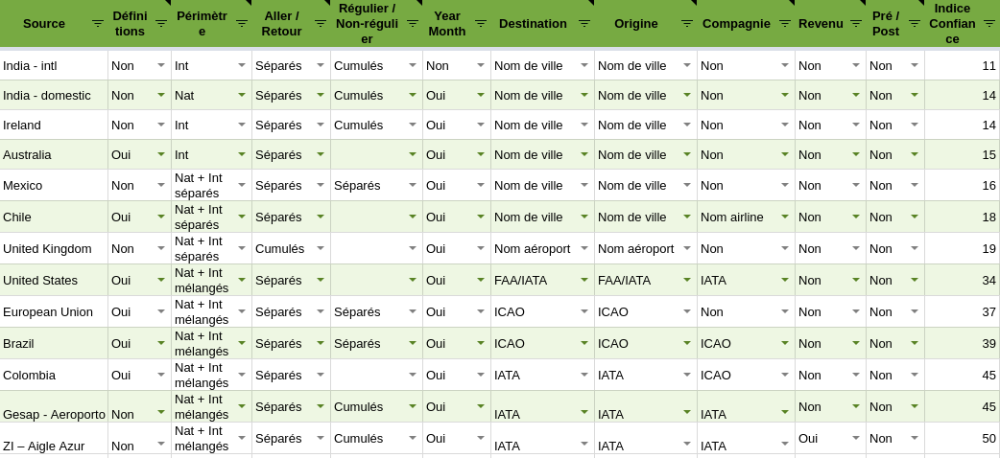 Source Défini tions Périmètr e Aller / Retour Régulier / Non-réguli er Year Month Destination Origine Compagnie Revenu Pré / Post Indice Confian ce
India - intl Non Int Séparés Cumulés Non Nom de ville Nom de ville Non Non Non 11
India - domestic Non Nat Séparés Cumulés Oui Nom de ville Nom de ville Non Non Non 14
Ireland Non Int Séparés Cumulés Oui Nom de ville Nom de ville Non Non Non 14
Australia Oui Int Séparés Oui Nom de ville Nom de ville Non Non Non 15
Mexico Non Nat + Int séparés Séparés Séparés Oui Nom de ville Nom de ville Non Non Non 16
Chile Oui Nat + Int séparés Séparés Oui Nom de ville Nom de ville Nom airline Non Non 18
United Kingdom Non Nat + Int séparés Cumulés Oui Nom aéroport Nom aéroport Non Non Non 19
United States Oui Nat + Int mélangés Séparés Oui FAA/IATA FAA/IATA IATA Non Non 34
European Union Oui Nat + Int mélangés Séparés Séparés Oui ICAO ICAO Non Non Non 37
Brazil Oui Nat + Int mélangés Séparés Séparés Oui ICAO ICAO ICAO Non Non 39
Colombia Oui Nat + Int mélangés Séparés Oui IATA IATA ICAO Non Non 45
Gesap - Aeroporto Non Nat + Int mélangés Séparés Cumulés Oui IATA IATA IATA Non Non 45
ZI – Aigle Azur Non Nat + Int mélangés Séparés Cumulés Oui IATA IATA IATA Oui Non 50